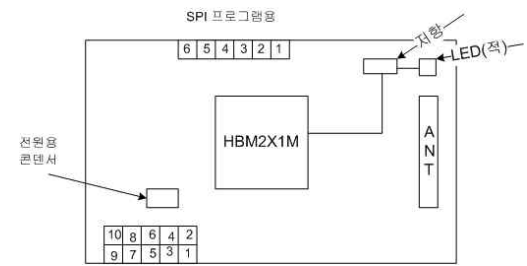 SPI 프로그램용
6 5 4 3 2 1
저항
LED(적)
HBM2X1M
A
N
T
전원용
콘덴서
10 8 6 4 2
9 7 5 3 1